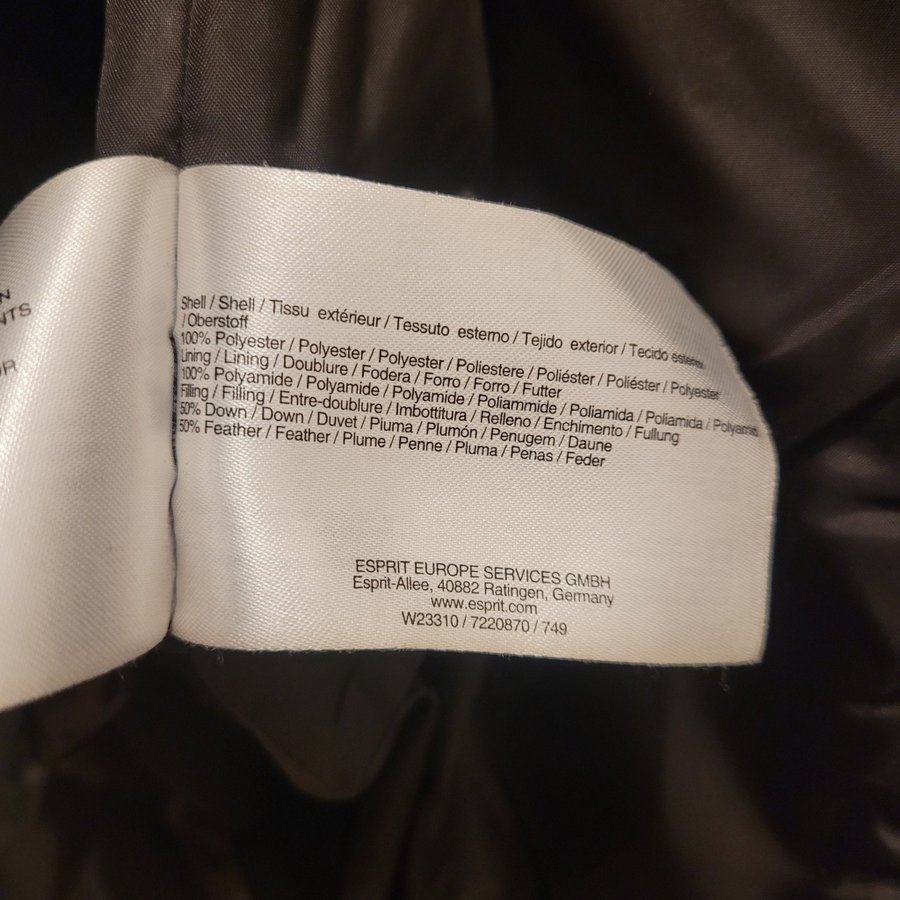 NTS
Shell / Shell / Tissu extérieur / Tessuto esterno / Tejido exterior / Tecido externo
/ Oberstoff
100% Polyester / Polyester / Polyester / Poliestere / Poliéster / Poliéster / Polyester
Lining / Lining / Doublure / Fodera / Forro / Forro / Futter
100% Polyamide / Polyamide / Polyamide / Poliammide / Poliamida / Poliamida / Polyamid
Filling / Filling / Entre-doublure / Imbottitura / Relleno / Enchimento / Fullung
50% Down / Down / Duvet / Piuma / Plumón / Penugem / Daune
50% Feather / Feather / Plume / Penne / Pluma / Penas / Feder
ESPRIT EUROPE SERVICES GMBH
Esprit-Allee, 40882 Ratingen, Germany
www.esprit.com
W23310 / 7220870 / 749